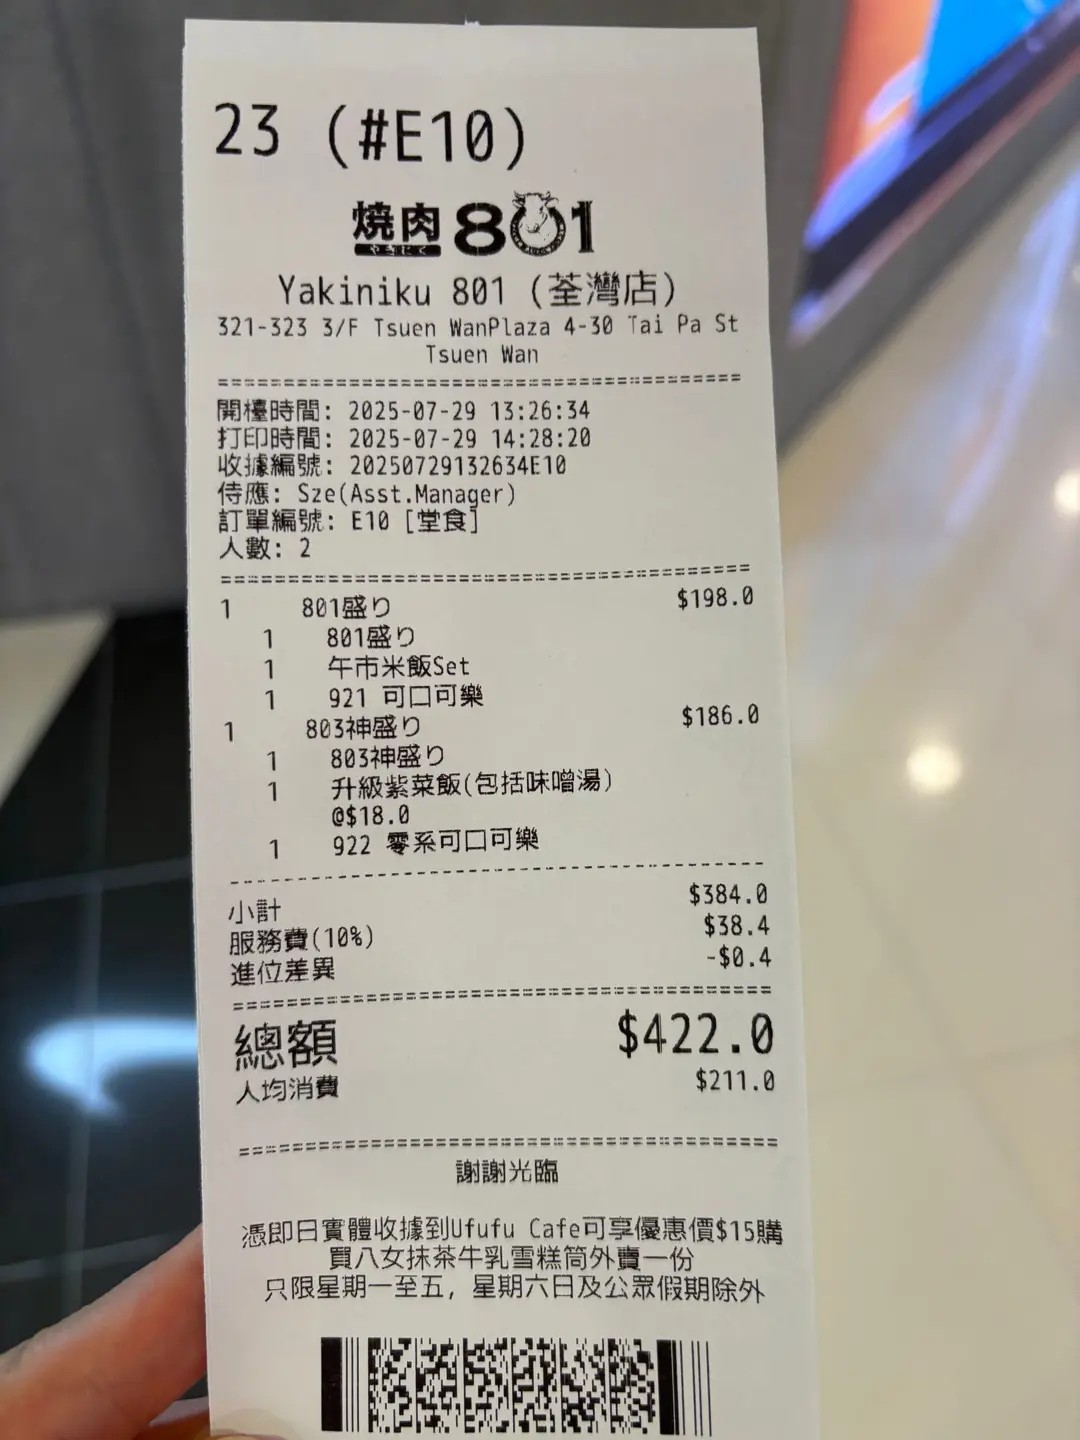 23 (#E10)
燒肉 801
やきにく
Yakiniku 801 (荃灣店)
321-323 3/F Tsuen WanPlaza 4-30 Tai Pa St
Tsuen Wan
開檯時間: 2025-07-29 13:26:34
打印時間: 2025-07-29 14:28:20
收據編號: 20250729132634E10
侍應: Sze(Asst.Manager)
訂單編號: E10 [堂食]
人數: 2
1 801盛り $198.0
1 801盛り
1 午市米飯Set
1 921 可口可樂
1 803神盛り $186.0
1 803神盛り
1 升級紫菜飯(包括味噌湯)
@$18.0
1 922 零系可口可樂
小計 $384.0
服務費(10%) $38.4
進位差異 -$0.4
總額 $422.0
人均消費 $211.0
謝謝光臨
憑即日實體收據到Ufufu Cafe可享優惠價$15購
買八女抹茶牛乳雪糕筒外賣一份
只限星期一至五, 星期六日及公眾假期除外